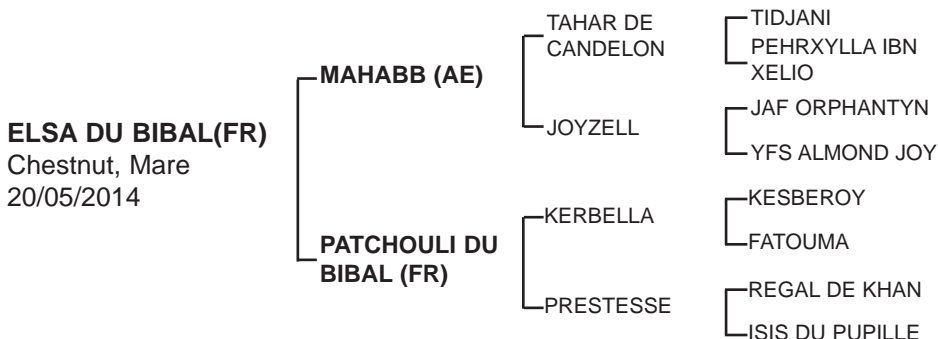 ELSA DU BIBAL(FR)
Chestnut, Mare
20/05/2014
MAHABB (AE)
PATCHOULI DU
BIBAL (FR)
TAHAR DE
CANDELON
JOYZELL
KERBELLA
PRESTESSE
TIDJANI
PEHRXYLLA IBN
XELIO
JAF ORPHANTYN
YFS ALMOND JOY
KESBEROY
FATOUMA
REGAL DE KHAN
ISIS DU PUPILLE